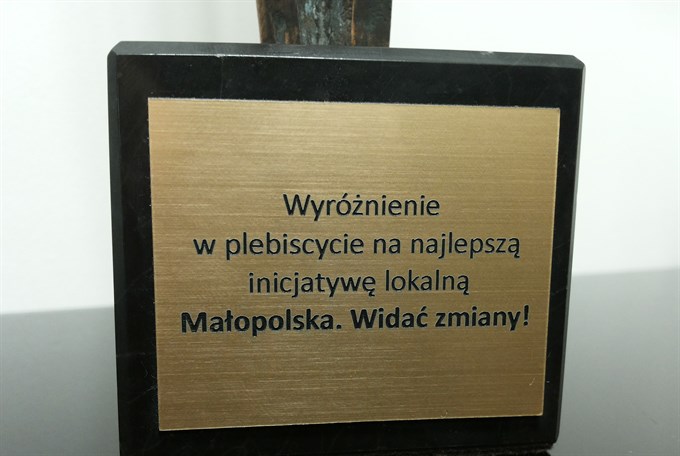 Wyróżnienie
w plebiscycie na najlepszą
inicjatywę lokalną
Małopolska. Widać zmiany!